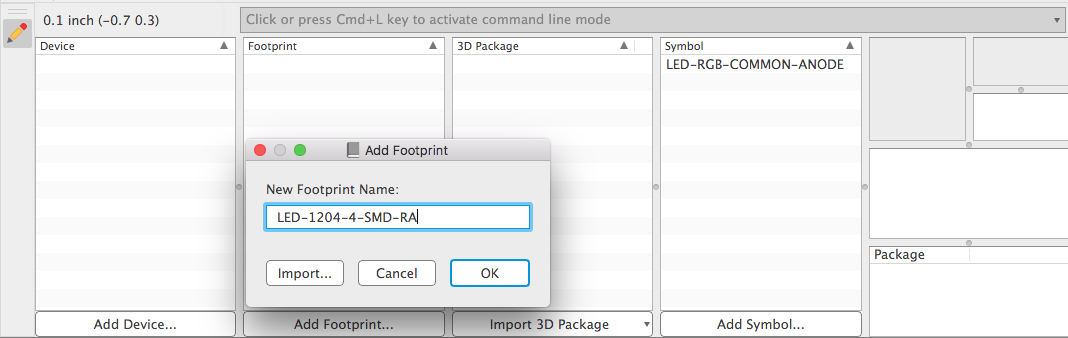 0.1 inch (-0.7 0.3)
Click or press Cmd+L key to activate command line mode
Device
Footprint
3D Package
Symbol
LED-RGB-COMMON-ANODE
Add Footprint
New Footprint Name:
LED-1204-4-SMD-RA
Import...
Cancel
OK
Package
Add Device...
Add Footprint...
Import 3D Package
Add Symbol...